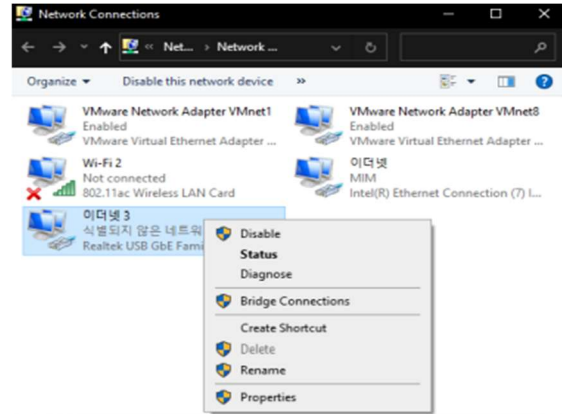 Network Connections
« Net... › Network ...
Organize Disable this network device »
VMware Network Adapter VMnet1
Enabled
VMware Virtual Ethernet Adapter ...
VMware Network Adapter VMnet8
Enabled
VMware Virtual Ethernet Adapter ...
Wi-Fi 2
Not connected
802.11ac Wireless LAN Card
이더넷
MIM
Intel(R) Ethernet Connection (7) I...
이더넷 3
식별되지 않은 네트워
Realtek USB GbE Fami
Disable
Status
Diagnose
Bridge Connections
Create Shortcut
Delete
Rename
Properties